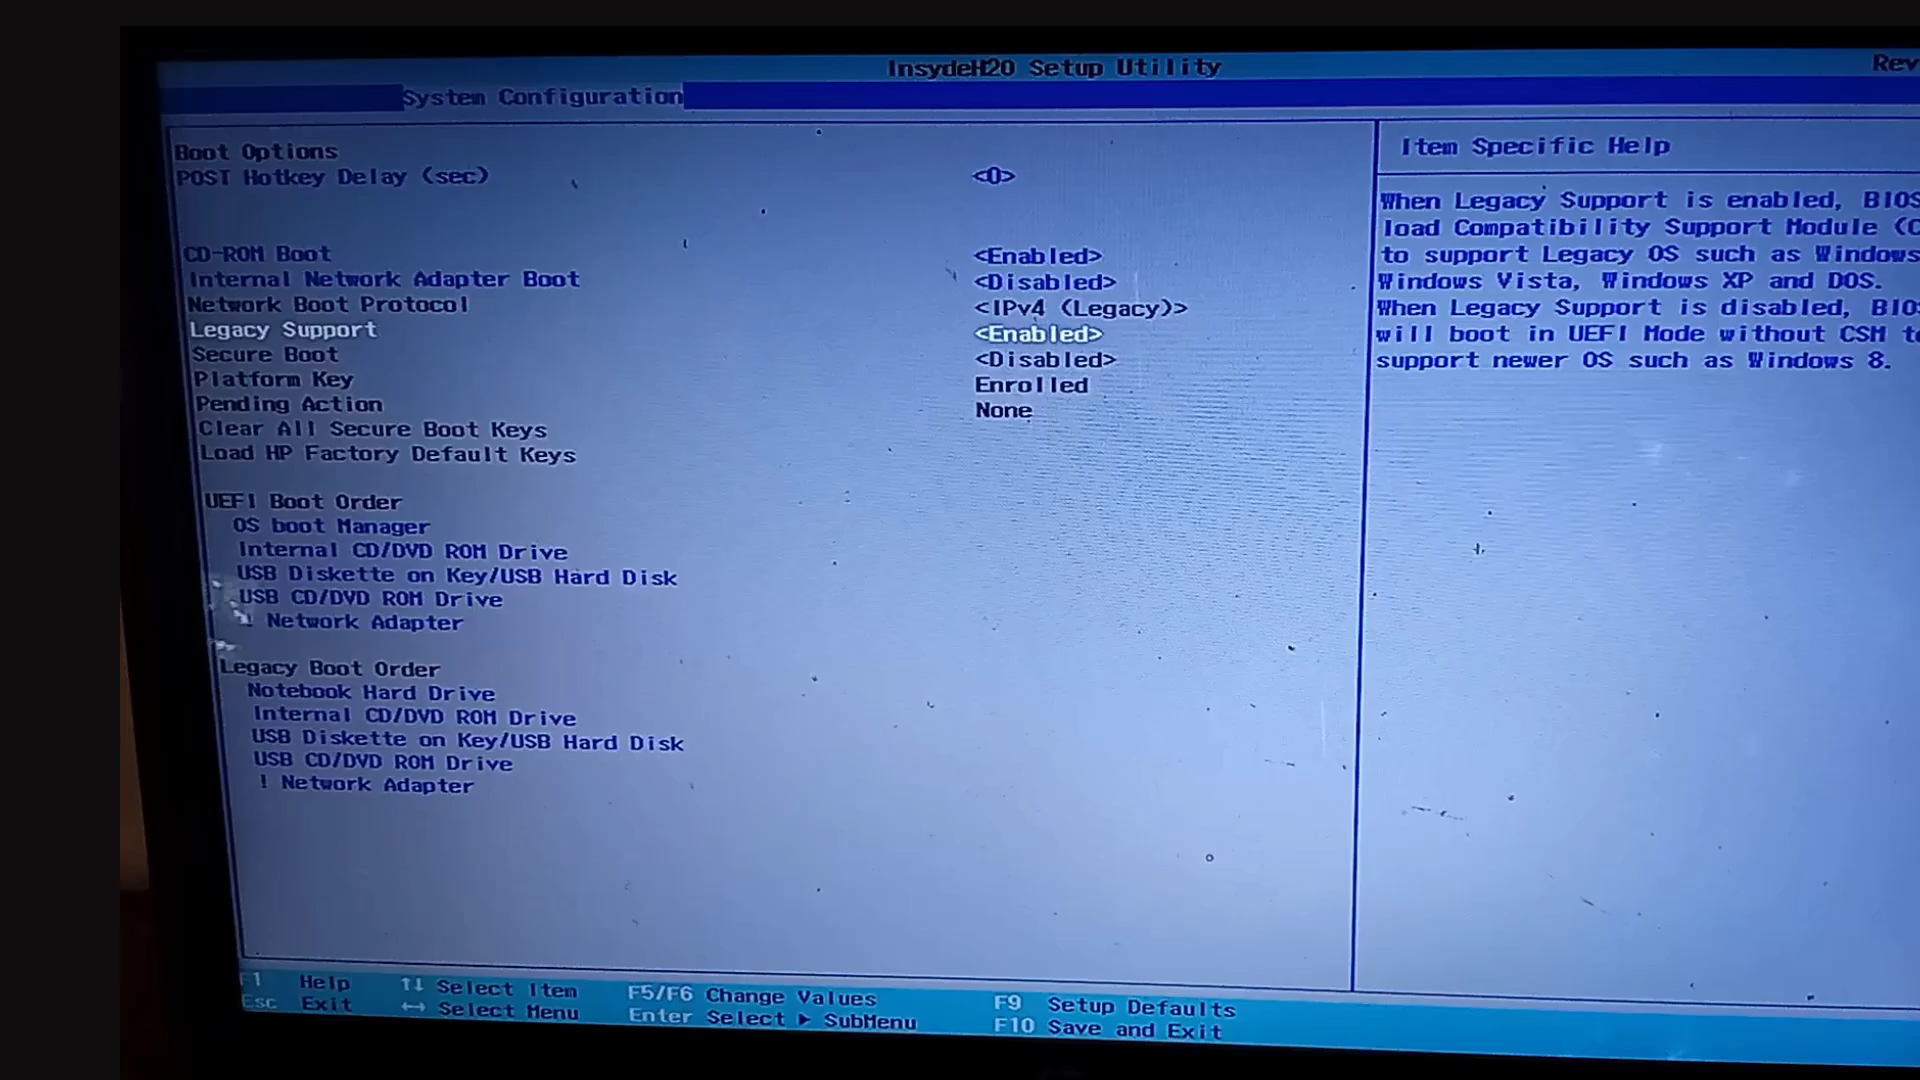 InsydeH2O Setup Utility
Rev
System Configuration
Boot Options
POST Hotkey Delay (sec) <0>
CD-ROM Boot <Enabled>
Internal Network Adapter Boot <Disabled>
Network Boot Protocol <IPv4 (Legacy)>
Legacy Support <Enabled>
Secure Boot <Disabled>
Platform Key Enrolled
Pending Action None
Clear All Secure Boot Keys
Load HP Factory Default Keys
UEFI Boot Order
OS boot Manager
Internal CD/DVD ROM Drive
USB Diskette on Key/USB Hard Disk
USB CD/DVD ROM Drive
! Network Adapter
Legacy Boot Order
Notebook Hard Drive
Internal CD/DVD ROM Drive
USB Diskette on Key/USB Hard Disk
USB CD/DVD ROM Drive
! Network Adapter
Item Specific Help
When Legacy Support is enabled, BIOS
load Compatibility Support Module (C
to support Legacy OS such as Windows
Windows Vista, Windows XP and DOS.
When Legacy Support is disabled, BIO
will boot in UEFI Mode without CSM t
support newer OS such as Windows 8.
F1 Help ↑↓ Select Item F5/F6 Change Values F9 Setup Defaults
Esc Exit ↔ Select Menu Enter Select ▶ SubMenu F10 Save and Exit